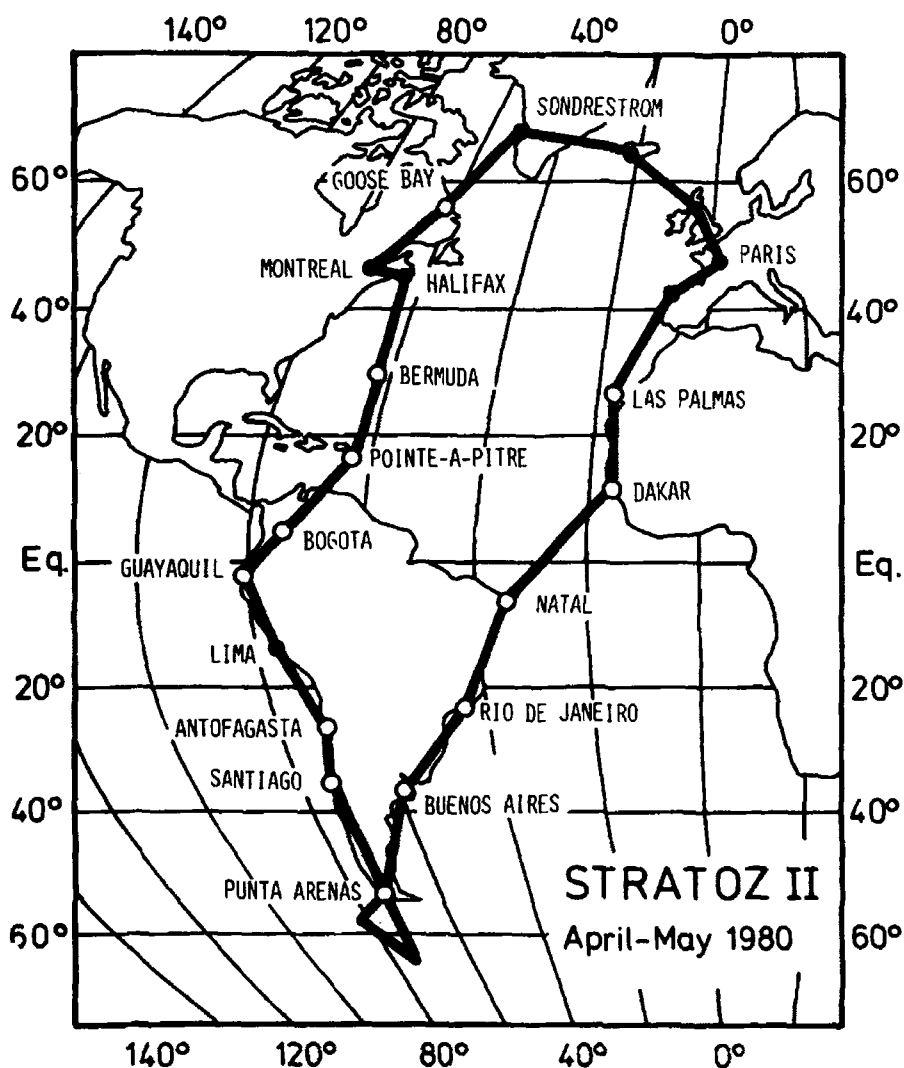 140° 120° 80° 40° 0°
SONDRESTROM
60° GOOSE BAY 60°
MONTREAL HALIFAX PARIS
40° 40°
BERMUDA LAS PALMAS
20° POINTE-A-PITRE 20°
DAKAR
BOGOTA
Eq. GUAYAQUIL Eq.
NATAL
LIMA
20° 20°
ANTOFAGASTA RIO DE JANEIRO
SANTIAGO
40° BUENOS AIRES 40°
PUNTA ARENAS STRATOZ II
60° April-May 1980 60°
140° 120° 80° 40° 0°